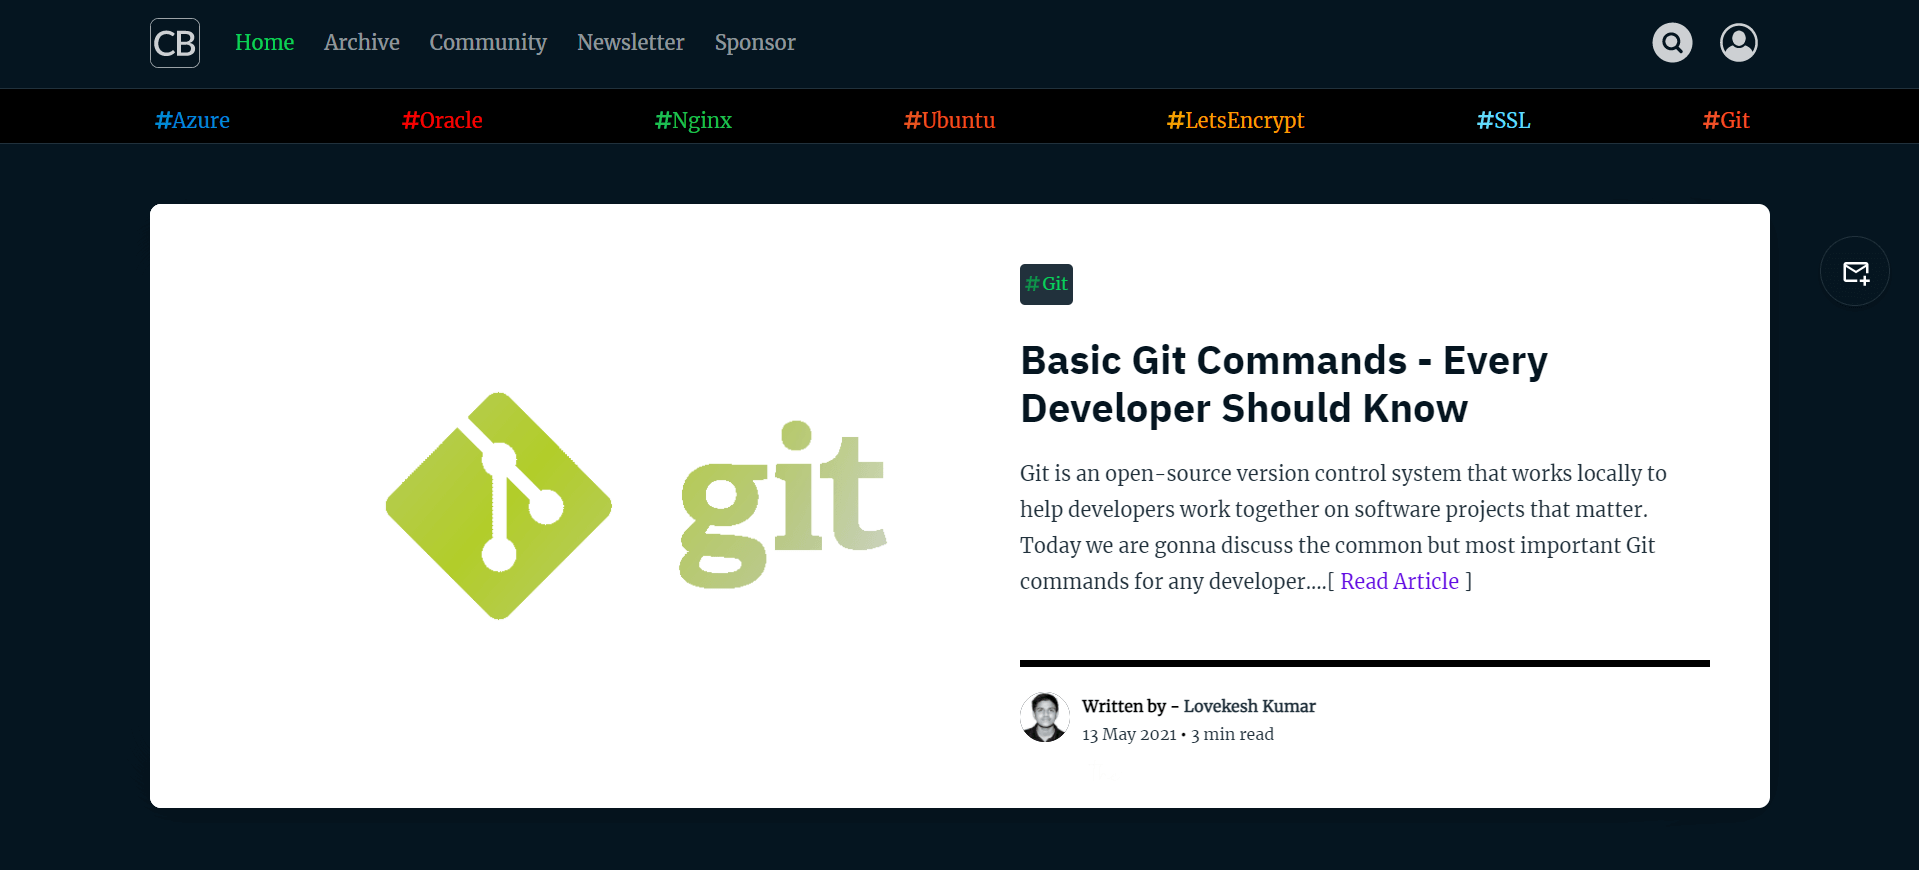 CB Home Archive Community Newsletter Sponsor
#Azure #Oracle #Nginx #Ubuntu #LetsEncrypt #SSL #Git
#Git
Basic Git Commands - Every
Developer Should Know
git
Git is an open-source version control system that works locally to
help developers work together on software projects that matter.
Today we are gonna discuss the common but most important Git
commands for any developer....[ Read Article ]
Written by - Lovekesh Kumar
13 May 2021 • 3 min read